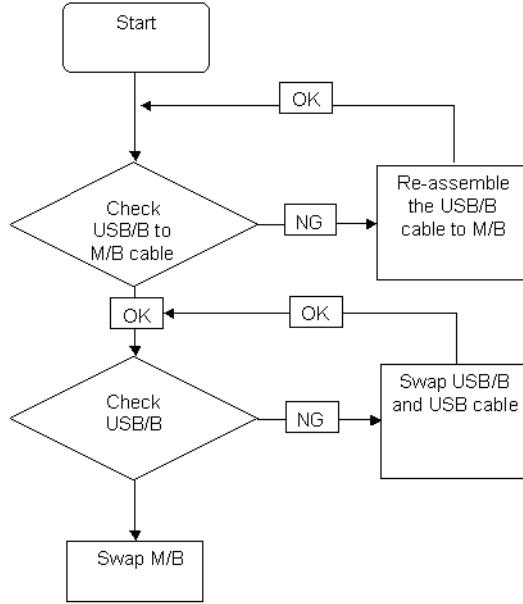 Start
OK
Check
USB/B to
M/B cable
NG
Re-assemble
the USB/B
cable to M/B
OK
OK
Check
USB/B
NG
Swap USB/B
and USB cable
Swap M/B